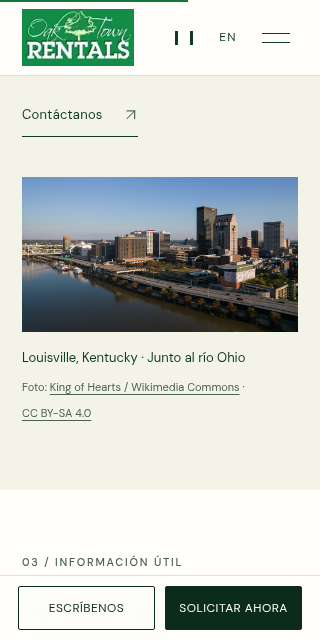 Oak Town
RENTALS
EN
Contáctanos
Louisville, Kentucky · Junto al río Ohio
Foto: King of Hearts / Wikimedia Commons ·
CC BY-SA 4.0
03 / INFORMACIÓN ÚTIL
ESCRÍBENOS
SOLICITAR AHORA